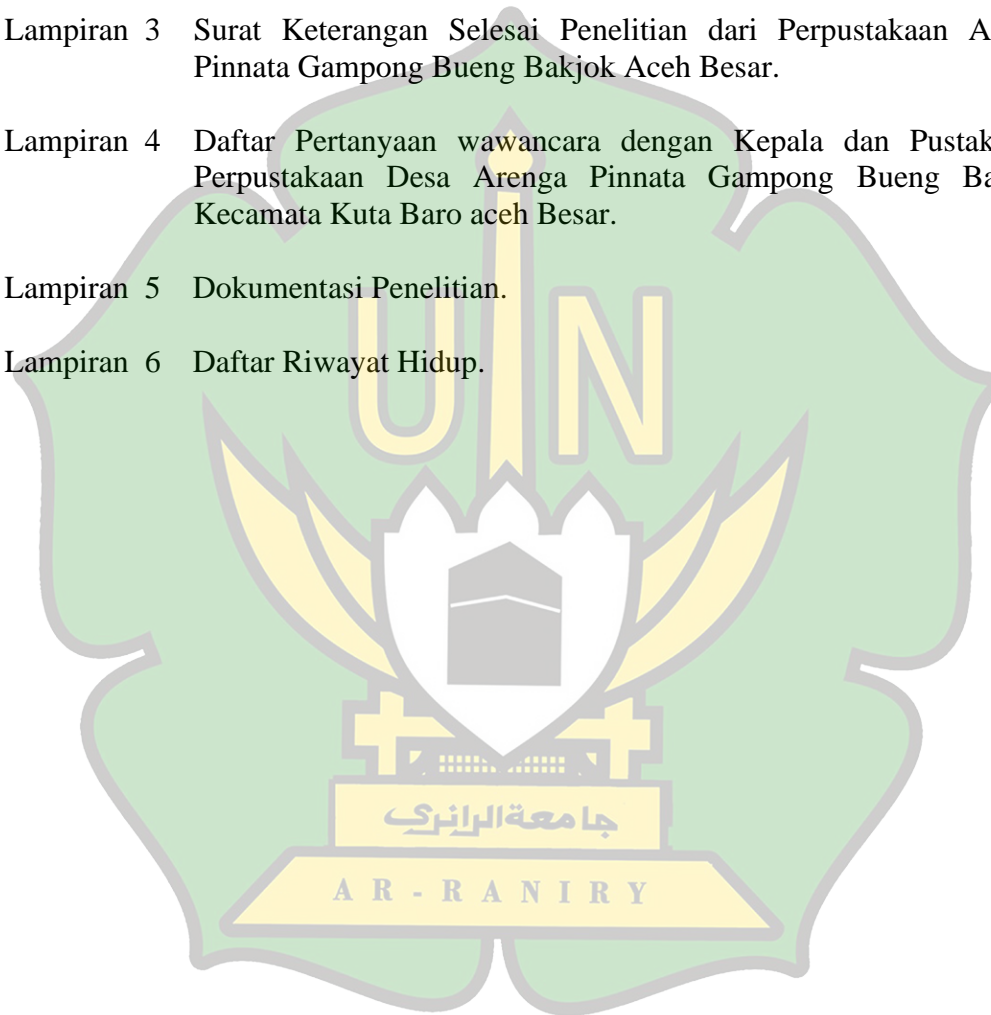 Lampiran 3 Surat Keterangan Selesai Penelitian dari Perpustakaan A
Pinnata Gampong Bueng Bakjok Aceh Besar.
Lampiran 4 Daftar Pertanyaan wawancara dengan Kepala dan Pustak
Perpustakaan Desa Arenga Pinnata Gampong Bueng Ba
Kecamata Kuta Baro aceh Besar.
Lampiran 5 Dokumentasi Penelitian.
Lampiran 6 Daftar Riwayat Hidup.
UIN
جامعةالرانري
AR-RANIRY